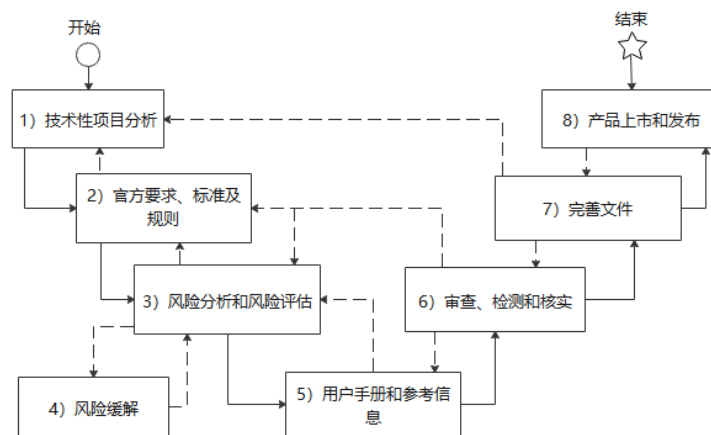 开始
结束
1）技术性项目分析
8）产品上市和发布
2）官方要求、标准及
规则
7）完善文件
3）风险分析和风险评估
6）审查、检测和核实
4）风险缓解
5）用户手册和参考信
息